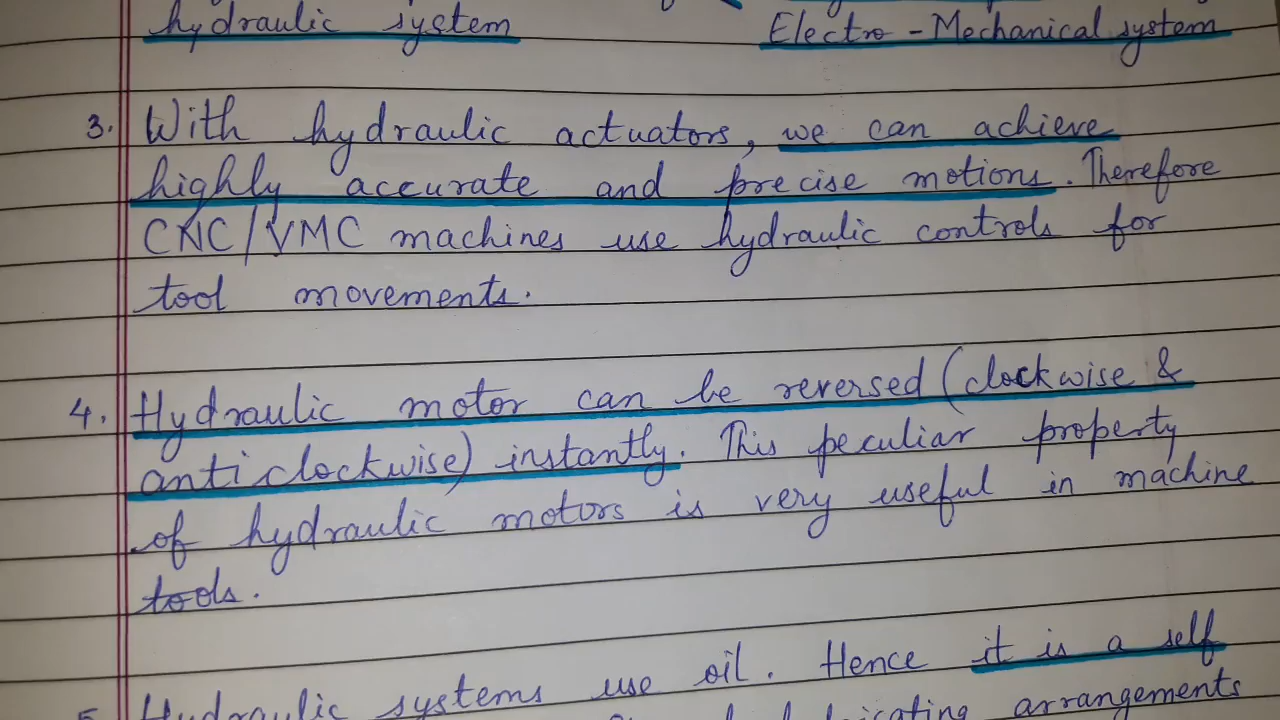 hydraulic system Electro - Mechanical system
3. With hydraulic actuators, we can achieve
highly accurate and precise motions. Therefore
CNC/VMC machines use hydraulic controls for
tool movements.
4. Hydraulic motor can be reversed (clockwise &
anticlockwise) instantly. This peculiar property
of hydraulic motors is very useful in machine
tools.
5. Hydraulic systems use oil. Hence it is a self
arrangements